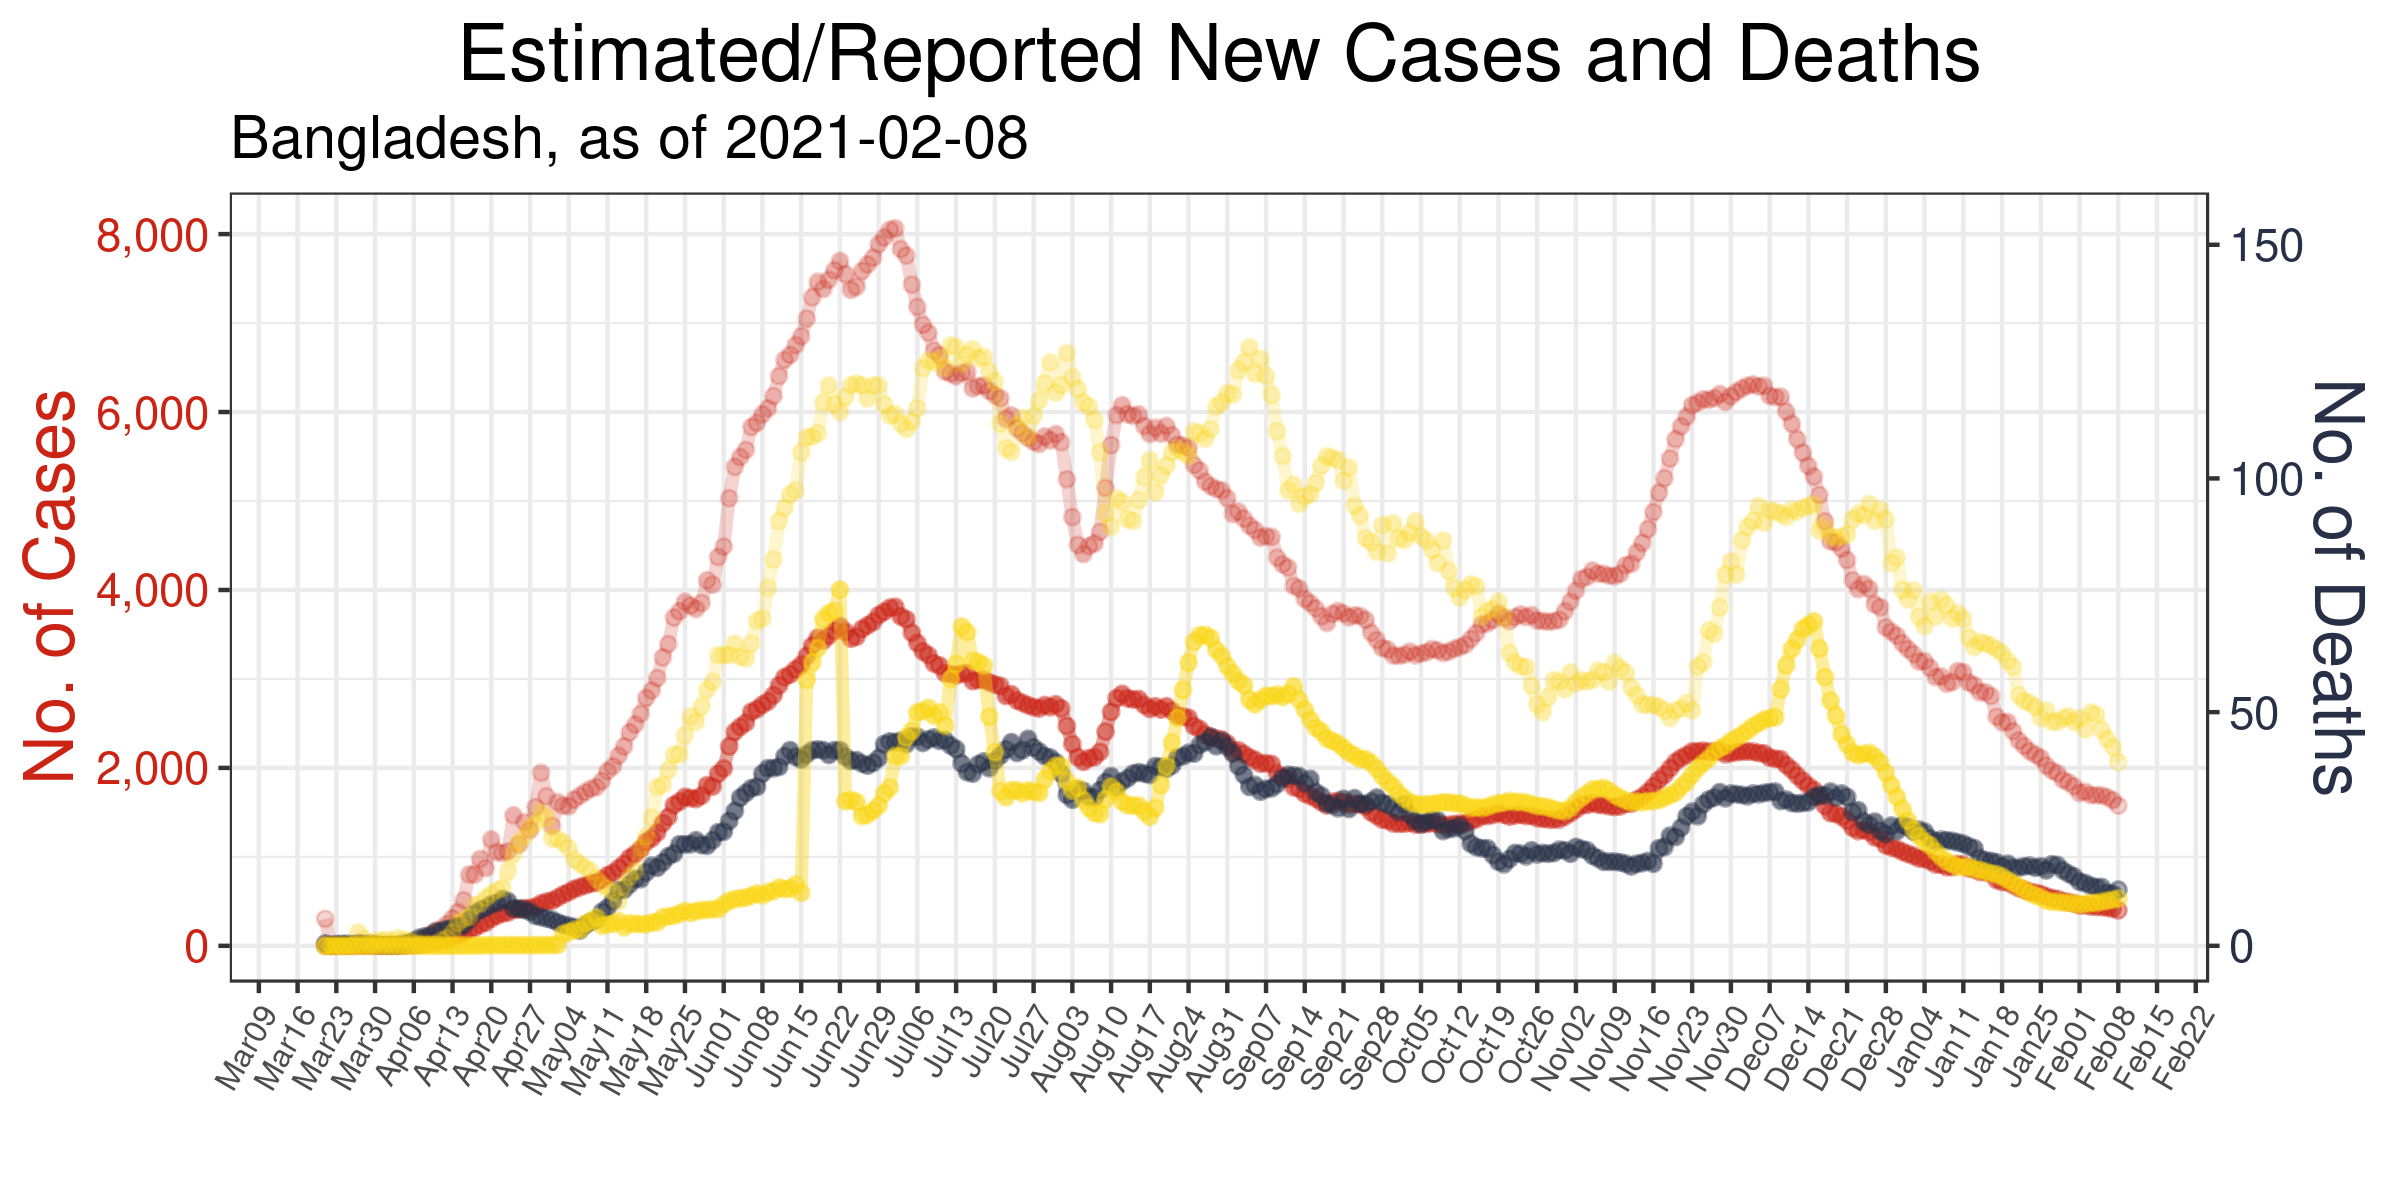 Estimated/Reported New Cases and Deaths
Bangladesh, as of 2021-02-08
No. of Cases
8,000
6,000
4,000
2,000
0
150
100
50
0
No. of Deaths
Mar09
Mar16
Mar23
Mar30
Apr06
Apr13
Apr20
Apr27
May04
May11
May18
May25
Jun01
Jun08
Jun15
Jun22
Jun29
Jul06
Jul13
Jul20
Jul27
Aug03
Aug10
Aug17
Aug24
Aug31
Sep07
Sep14
Sep21
Sep28
Oct05
Oct12
Oct19
Oct26
Nov02
Nov09
Nov16
Nov23
Nov30
Dec07
Dec14
Dec21
Dec28
Dec04
Jan11
Jan18
Jan25
Feb01
Feb08
Feb15
Feb22